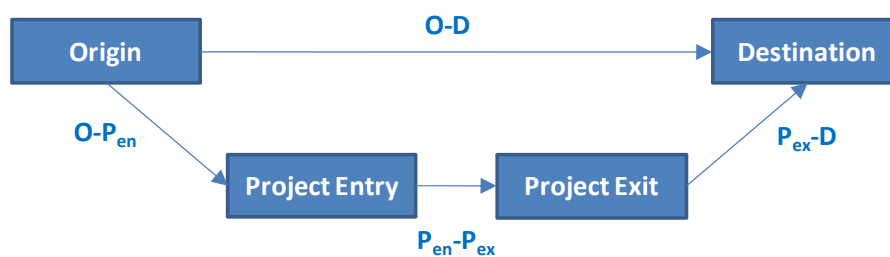 O-D
Origin
Destination
O-Pen
Pex-D
Project Entry
Project Exit
Pen-Pex